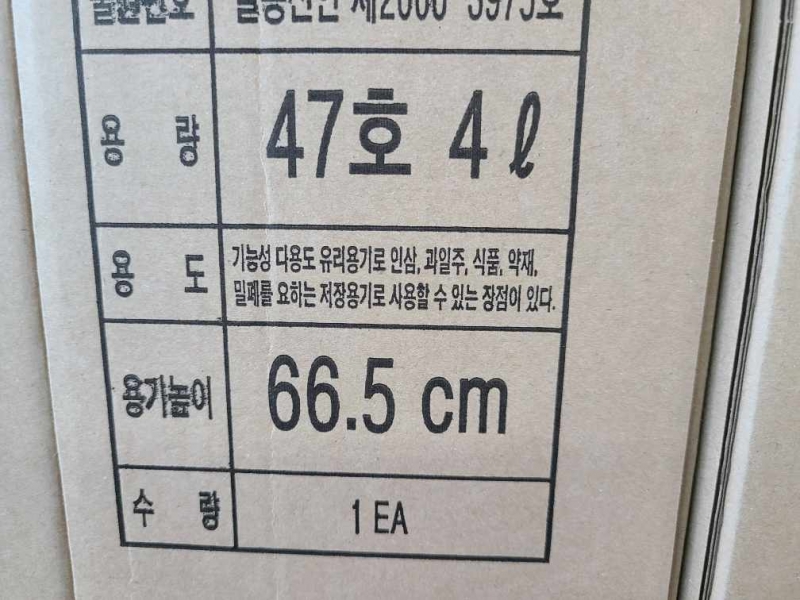 용 량 47호 4ℓ
용 도 기능성 다용도 유리용기로 인삼, 과일주, 식품, 약재,
밀폐를 요하는 저장용기로 사용할 수 있는 장점이 있다.
용기높이 66.5 cm
수 량 1 EA